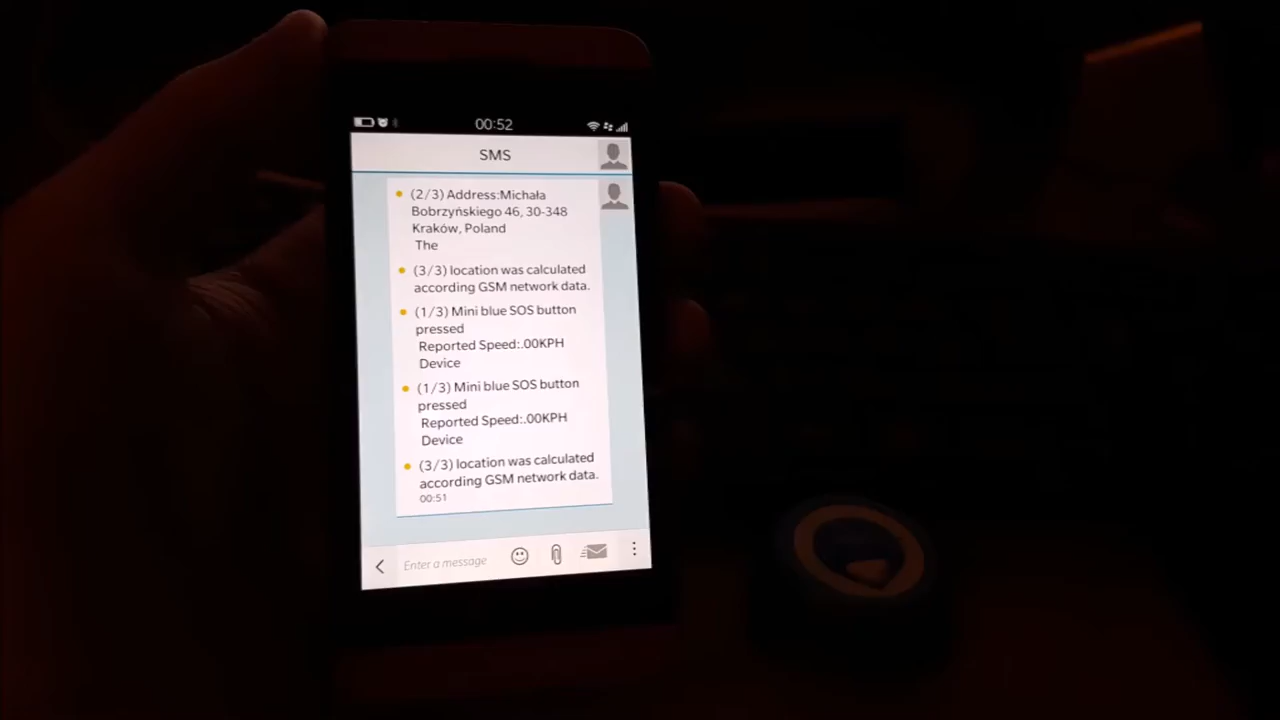 00:52
SMS
(2/3) Address:Michała
Bobrzyńskiego 46, 30-348
Kraków, Poland
The
(3/3) location was calculated
according GSM network data.
(1/3) Mini blue SOS button
pressed
Reported Speed:.00KPH
Device
(1/3) Mini blue SOS button
pressed
Reported Speed:.00KPH
Device
(3/3) location was calculated
according GSM network data.
00:51
Enter a message